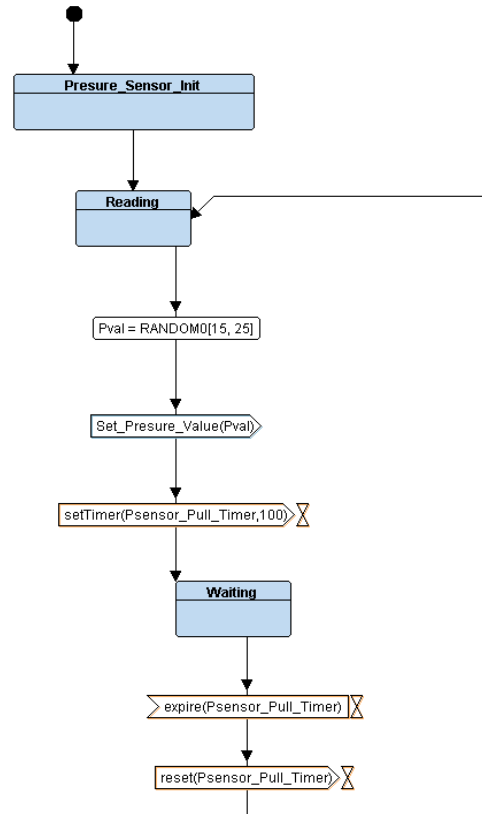 Presure_Sensor_Init
Reading
Pval = RANDOM0[15, 25]
Set_Presure_Value(Pval)
setTimer(Psensor_Pull_Timer,100)
Waiting
expire(Psensor_Pull_Timer)
reset(Psensor_Pull_Timer)